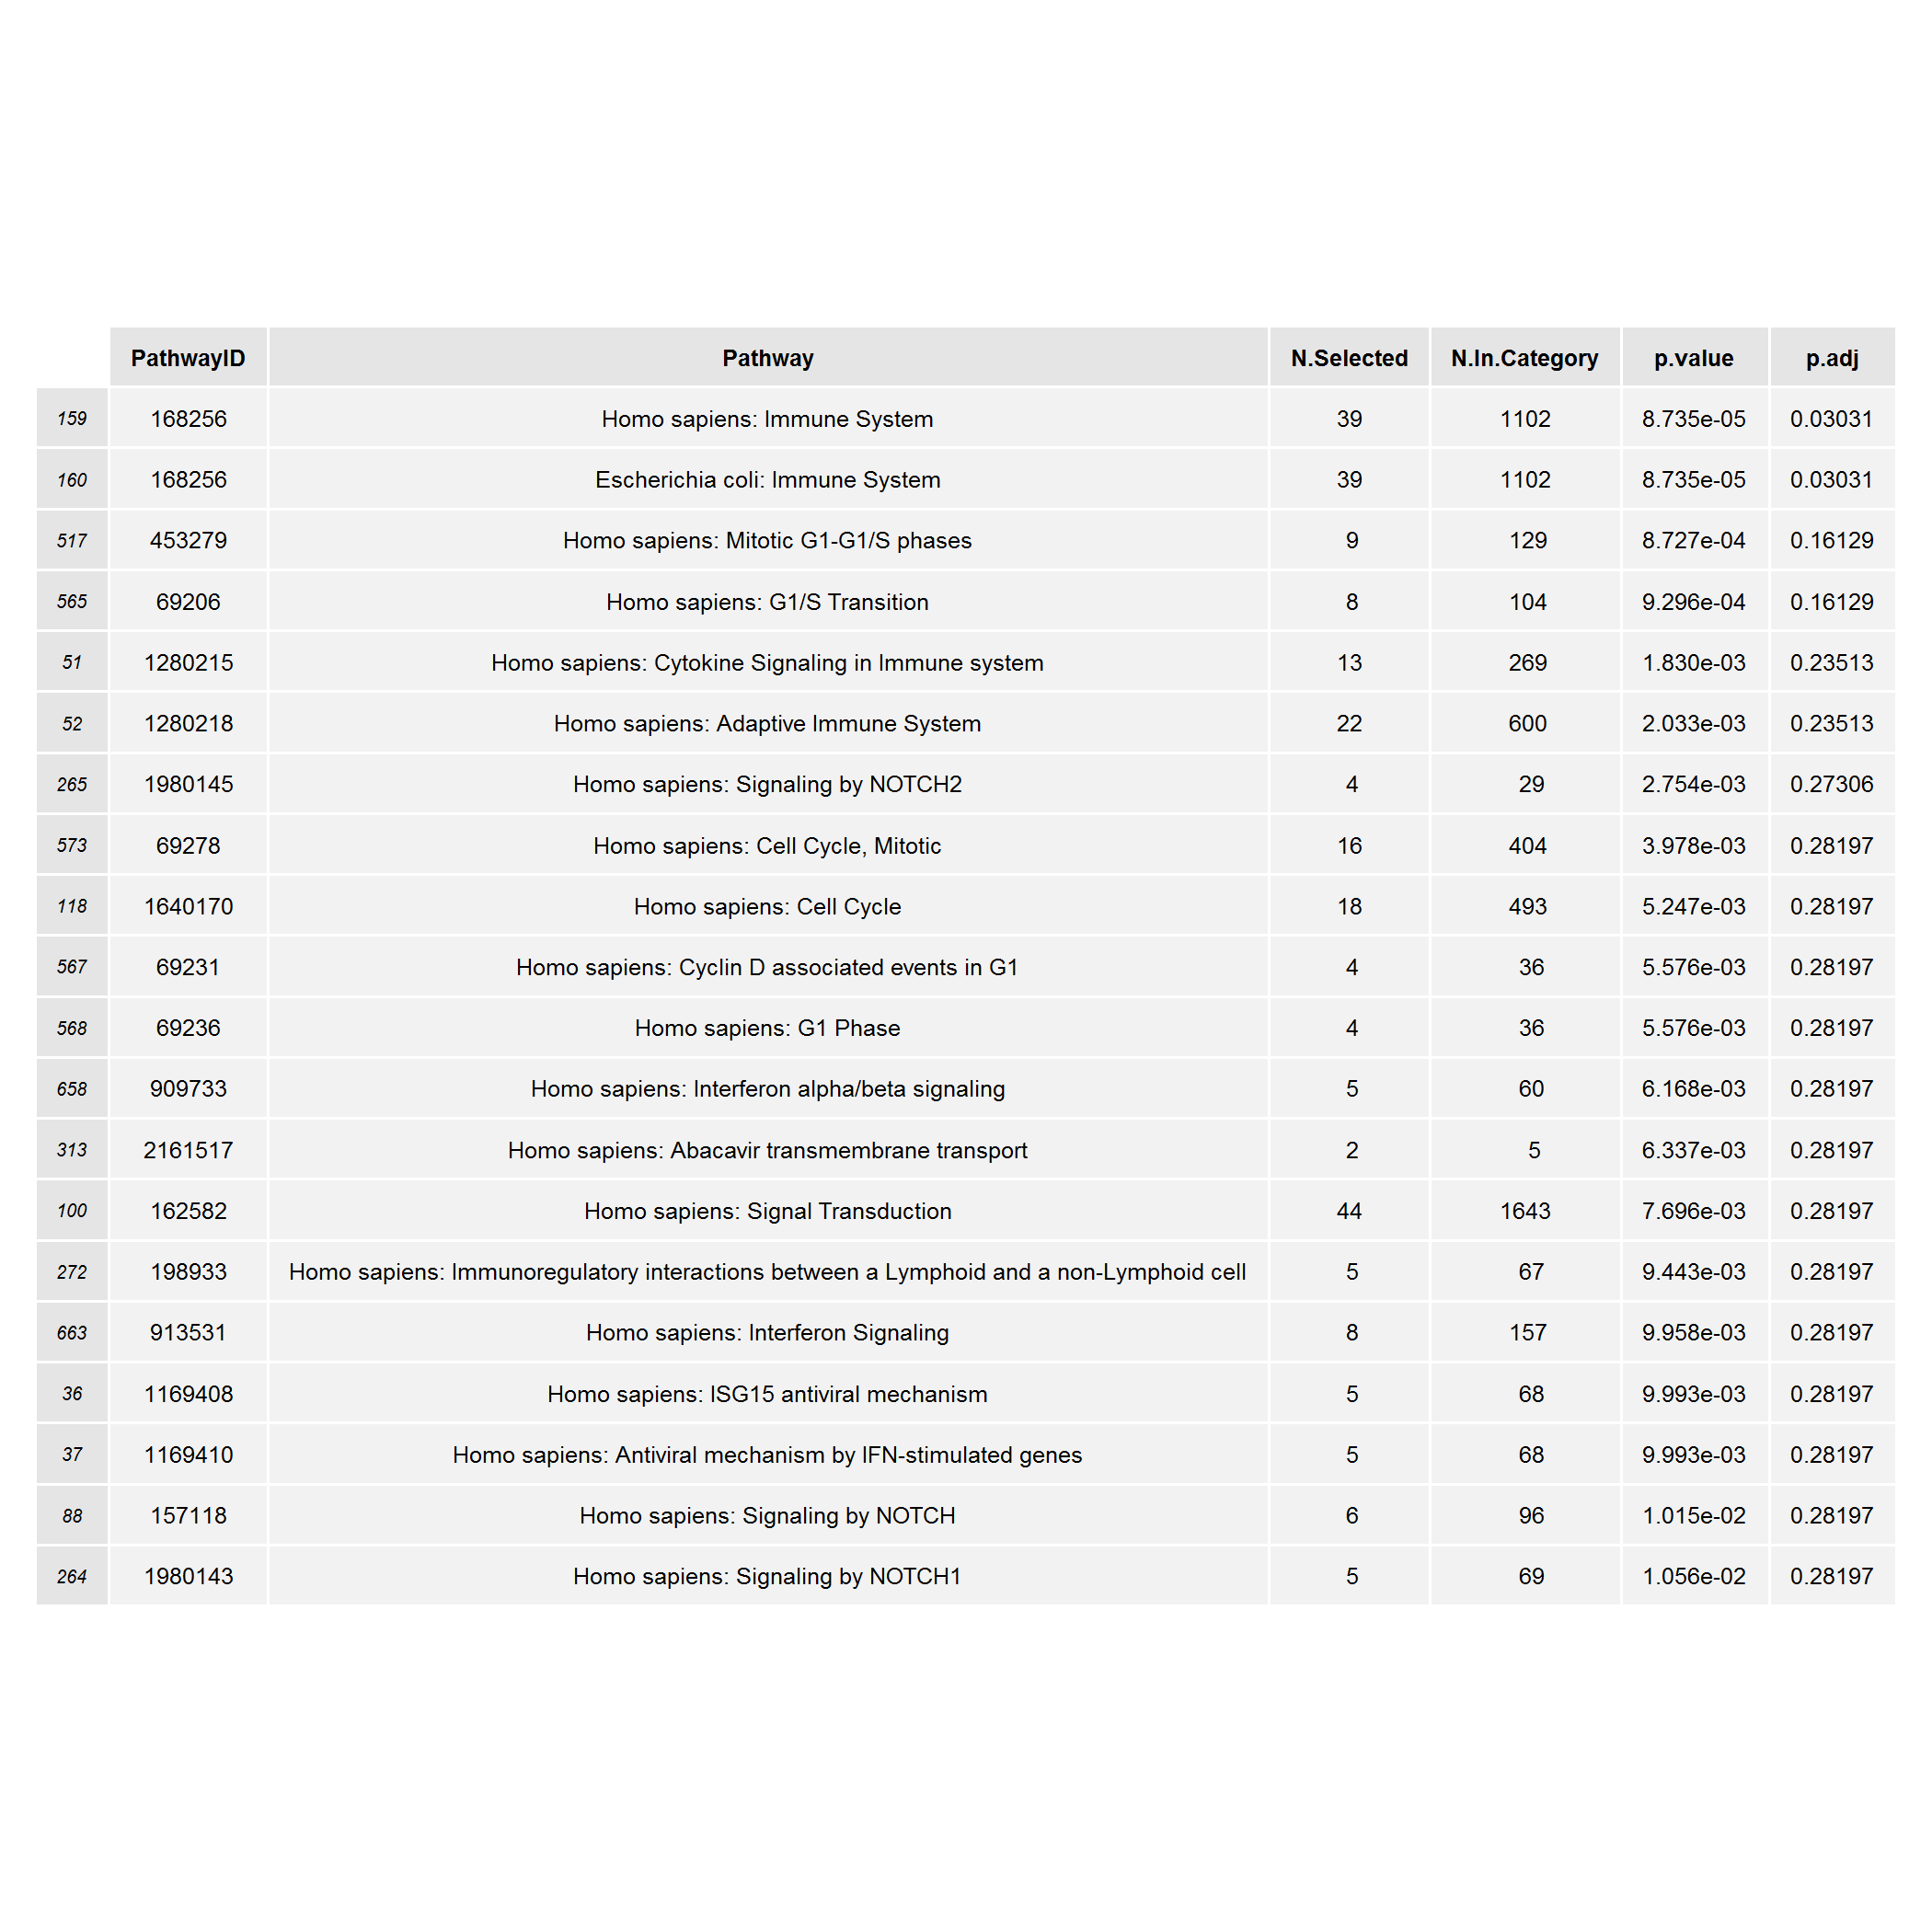 PathwayID Pathway N.Selected N.In.Category p.value p.adj
159 168256 Homo sapiens: Immune System 39 1102 8.735e-05 0.03031
160 168256 Escherichia coli: Immune System 39 1102 8.735e-05 0.03031
517 453279 Homo sapiens: Mitotic G1-G1/S phases 9 129 8.727e-04 0.16129
565 69206 Homo sapiens: G1/S Transition 8 104 9.296e-04 0.16129
51 1280215 Homo sapiens: Cytokine Signaling in Immune system 13 269 1.830e-03 0.23513
52 1280218 Homo sapiens: Adaptive Immune System 22 600 2.033e-03 0.23513
265 1980145 Homo sapiens: Signaling by NOTCH2 4 29 2.754e-03 0.27306
573 69278 Homo sapiens: Cell Cycle, Mitotic 16 404 3.978e-03 0.28197
118 1640170 Homo sapiens: Cell Cycle 18 493 5.247e-03 0.28197
567 69231 Homo sapiens: Cyclin D associated events in G1 4 36 5.576e-03 0.28197
568 69236 Homo sapiens: G1 Phase 4 36 5.576e-03 0.28197
658 909733 Homo sapiens: Interferon alpha/beta signaling 5 60 6.168e-03 0.28197
313 2161517 Homo sapiens: Abacavir transmembrane transport 2 5 6.337e-03 0.28197
100 162582 Homo sapiens: Signal Transduction 44 1643 7.696e-03 0.28197
272 198933 Homo sapiens: Immunoregulatory interactions between a Lymphoid and a non-Lymphoid cell 5 67 9.443e-03 0.28197
663 913531 Homo sapiens: Interferon Signaling 8 157 9.958e-03 0.28197
36 1169408 Homo sapiens: ISG15 antiviral mechanism 5 68 9.993e-03 0.28197
37 1169410 Homo sapiens: Antiviral mechanism by IFN-stimulated genes 5 68 9.993e-03 0.28197
88 157118 Homo sapiens: Signaling by NOTCH 6 96 1.015e-02 0.28197
264 1980143 Homo sapiens: Signaling by NOTCH1 5 69 1.056e-02 0.28197